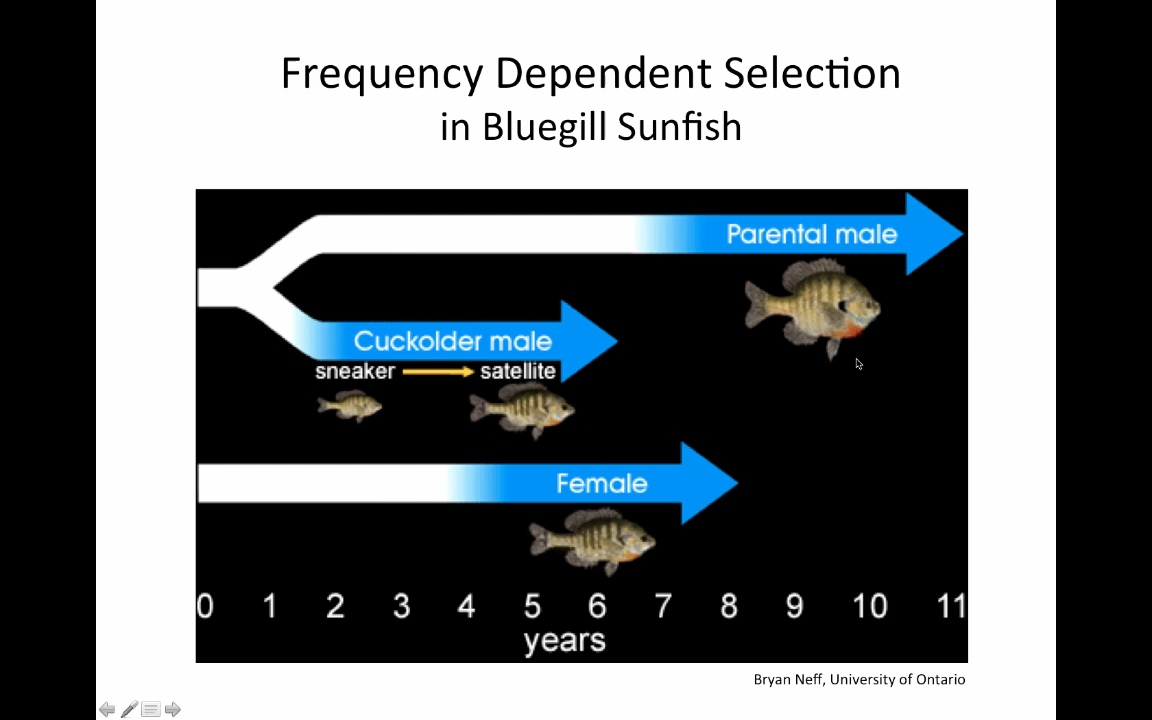 Frequency Dependent Selection
in Bluegill Sunfish
Parental male
Cuckolder male
sneaker satellite
Female
0 1 2 3 4 5 6 7 8 9 10 11
years
Bryan Neff, University of Ontario